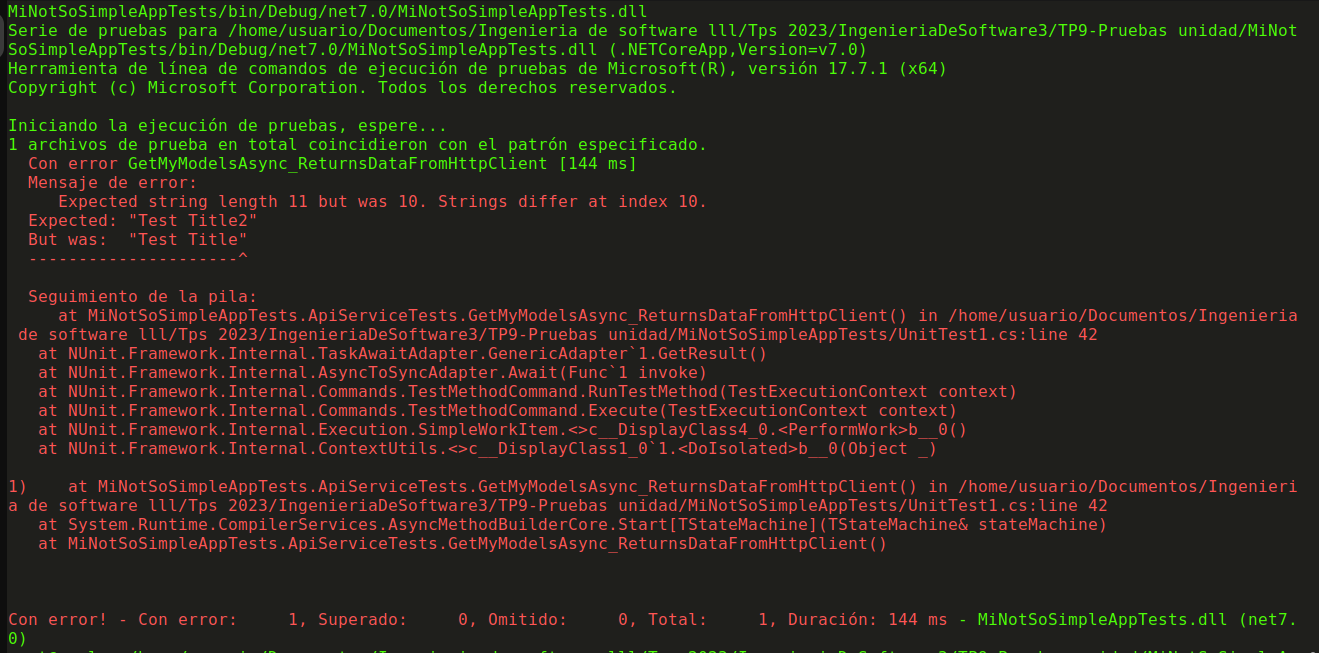 MiNotSoSimpleAppTests/bin/Debug/net7.0/MiNotSoSimpleAppTests.dll
Serie de pruebas para /home/usuario/Documentos/Ingenieria de software lll/Tps 2023/IngenieriaDeSoftware3/TP9-Pruebas unidad/MiNot
SoSimpleAppTests/bin/Debug/net7.0/MiNotSoSimpleAppTests.dll (.NETCoreApp,Version=v7.0)
Herramienta de línea de comandos de ejecución de pruebas de Microsoft(R), versión 17.7.1 (x64)
Copyright (c) Microsoft Corporation. Todos los derechos reservados.

Iniciando la ejecución de pruebas, espere...
1 archivos de prueba en total coincidieron con el patrón especificado.
  Con error GetMyModelsAsync_ReturnsDataFromHttpClient [144 ms]
  Mensaje de error:
     Expected string length 11 but was 10. Strings differ at index 10.
  Expected: "Test Title2"
  But was:  "Test Title"
  ---------------------^

  Seguimiento de la pila:
     at MiNotSoSimpleAppTests.ApiServiceTests.GetMyModelsAsync_ReturnsDataFromHttpClient() in /home/usuario/Documentos/Ingenieria
 de software lll/Tps 2023/IngenieriaDeSoftware3/TP9-Pruebas unidad/MiNotSoSimpleAppTests/UnitTest1.cs:line 42
   at NUnit.Framework.Internal.TaskAwaitAdapter.GenericAdapter`1.GetResult()
   at NUnit.Framework.Internal.AsyncToSyncAdapter.Await(Func`1 invoke)
   at NUnit.Framework.Internal.Commands.TestMethodCommand.RunTestMethod(TestExecutionContext context)
   at NUnit.Framework.Internal.Commands.TestMethodCommand.Execute(TestExecutionContext context)
   at NUnit.Framework.Internal.Execution.SimpleWorkItem.<>c__DisplayClass4_0.<PerformWork>b__0()
   at NUnit.Framework.Internal.ContextUtils.<>c__DisplayClass1_0`1.<DoIsolated>b__0(Object _)

1)    at MiNotSoSimpleAppTests.ApiServiceTests.GetMyModelsAsync_ReturnsDataFromHttpClient() in /home/usuario/Documentos/Ingenieri
a de software lll/Tps 2023/IngenieriaDeSoftware3/TP9-Pruebas unidad/MiNotSoSimpleAppTests/UnitTest1.cs:line 42
   at System.Runtime.CompilerServices.AsyncMethodBuilderCore.Start[TStateMachine](TStateMachine& stateMachine)
   at MiNotSoSimpleAppTests.ApiServiceTests.GetMyModelsAsync_ReturnsDataFromHttpClient()

Con error! - Con error:     1, Superado:     0, Omitido:     0, Total:     1, Duración: 144 ms - MiNotSoSimpleAppTests.dll (net7.
0)